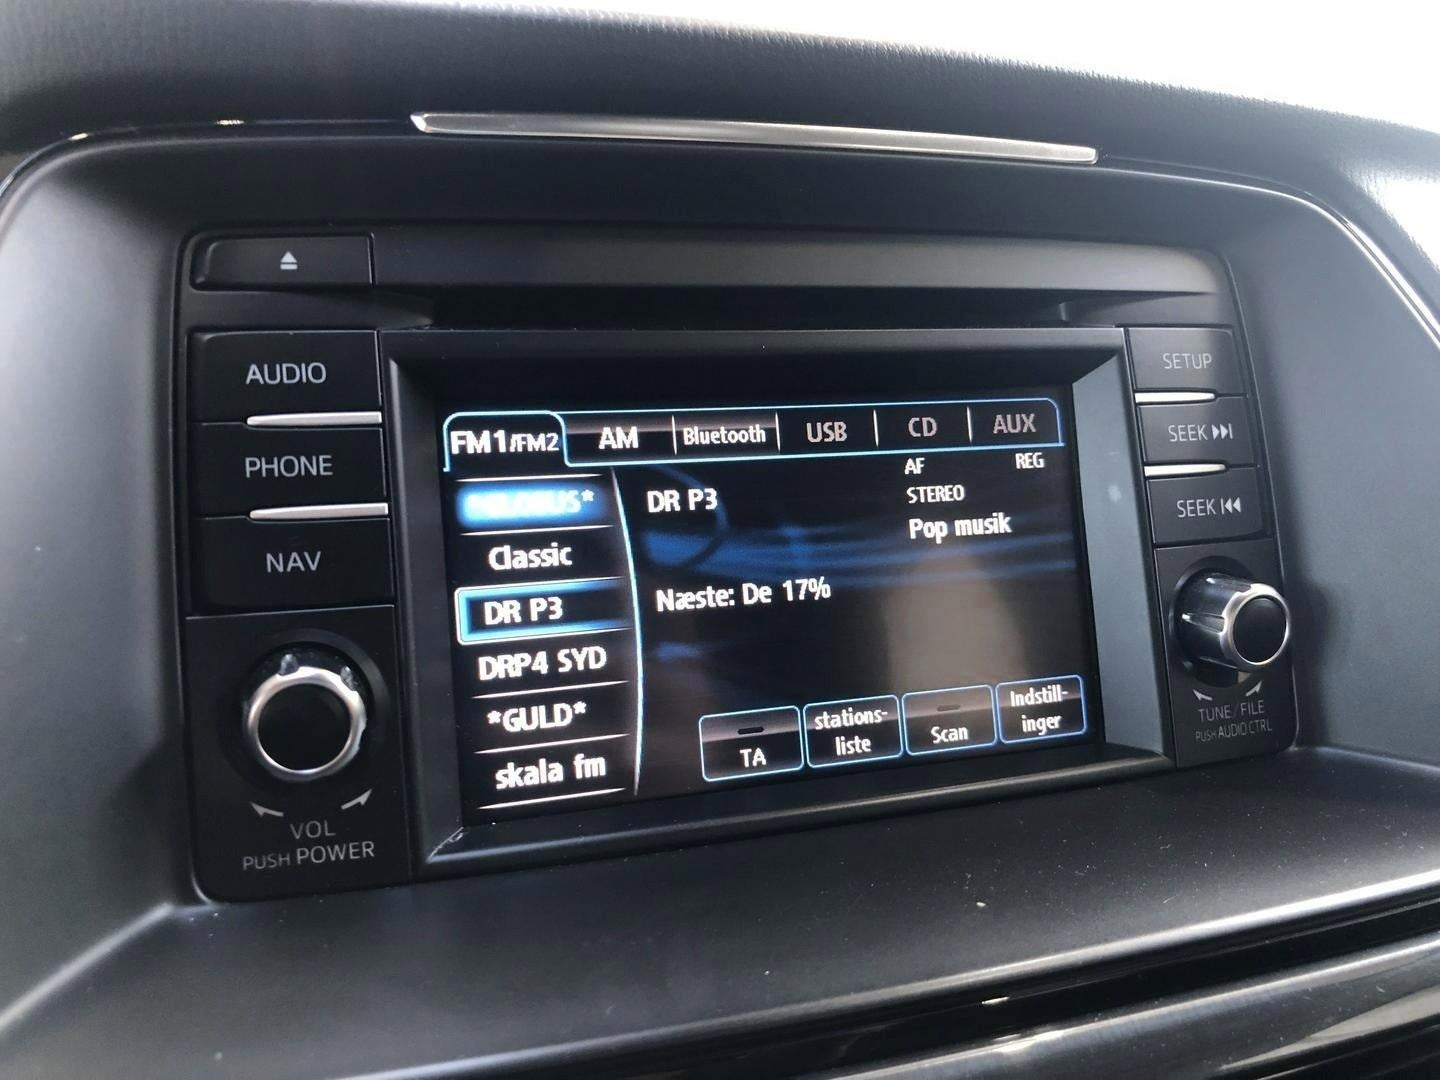 AUDIO
PHONE
NAV
VOL
PUSH POWER
FM1/FM2 AM Bluetooth USB CD AUX
AF REG
STEREO
DR P3
Pop musik
Næste: De 17%
Classic
DR P3
DRP4 SYD
*GULD*
skala fm
TA
stations-
liste
Scan
Indstill-
inger
SETUP
SEEK
SEEK
TUNE/FILE
PUSH AUDIO CTRL